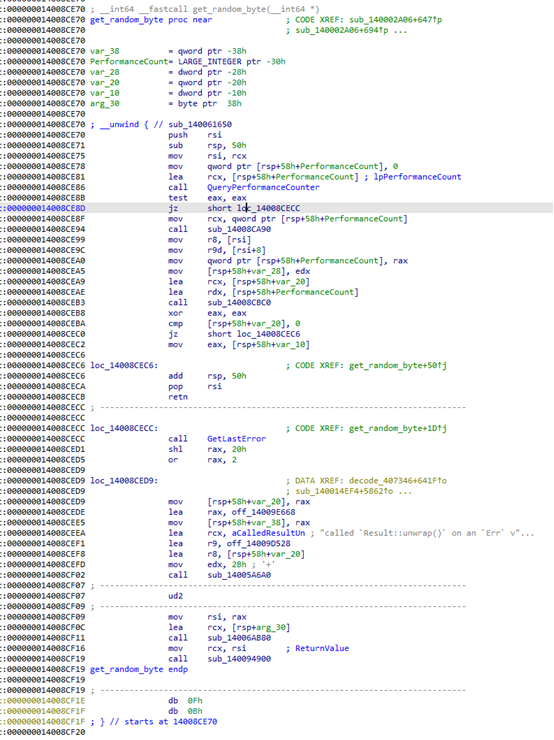 :000000014008CE70 ; __int64 __fastcall get_random_byte(__int64 *)
:000000014008CE70 get_random_byte proc near ; CODE XREF: sub_140002A06+647↑p
:000000014008CE70 ; sub_140002A06+694↑p ...
:000000014008CE70
:000000014008CE70 var_38 = qword ptr -38h
:000000014008CE70 PerformanceCount= LARGE_INTEGER ptr -30h
:000000014008CE70 var_28 = dword ptr -28h
:000000014008CE70 var_20 = qword ptr -20h
:000000014008CE70 var_10 = dword ptr -10h
:000000014008CE70 arg_30 = byte ptr 38h
:000000014008CE70
:000000014008CE70 ; __unwind { // sub_140061650
:000000014008CE70 push rsi
:000000014008CE71 sub rsp, 50h
:000000014008CE75 mov rsi, rcx
:000000014008CE78 mov qword ptr [rsp+58h+PerformanceCount], 0
:000000014008CE81 lea rcx, [rsp+58h+PerformanceCount] ; lpPerformanceCount
:000000014008CE86 call QueryPerformanceCounter
:000000014008CE8B test eax, eax
:000000014008CE8D jz short loc_14008CECC
:000000014008CE8F mov rcx, qword ptr [rsp+58h+PerformanceCount]
:000000014008CE94 call sub_14008CA90
:000000014008CE99 mov r8, [rsi]
:000000014008CE9C mov r9d, [rsi+8]
:000000014008CEA0 mov qword ptr [rsp+58h+PerformanceCount], rax
:000000014008CEA5 mov [rsp+58h+var_28], edx
:000000014008CEA9 lea rcx, [rsp+58h+var_20]
:000000014008CEAE lea rdx, [rsp+58h+PerformanceCount]
:000000014008CEB3 call sub_14008CBC0
:000000014008CEB8 xor eax, eax
:000000014008CEBA cmp [rsp+58h+var_20], 0
:000000014008CEC0 jz short loc_14008CEC6
:000000014008CEC2 mov eax, [rsp+58h+var_10]
:000000014008CEC6
:000000014008CEC6 loc_14008CEC6: ; CODE XREF: get_random_byte+50↑j
:000000014008CEC6 add rsp, 50h
:000000014008CECA pop rsi
:000000014008CECB retn
:000000014008CECC ; ---------------------------------------------------------------------------
:000000014008CECC
:000000014008CECC loc_14008CECC: ; CODE XREF: get_random_byte+1D↑j
:000000014008CECC call GetLastError
:000000014008CED1 shl rax, 20h
:000000014008CED5 or rax, 2
:000000014008CED9
:000000014008CED9 loc_14008CED9: ; DATA XREF: decode_407346+641F↑o
:000000014008CED9 ; sub_140014EF4+5862↑o ...
:000000014008CED9 mov [rsp+58h+var_20], rax
:000000014008CEDE lea rax, off_14009E668
:000000014008CEE5 mov [rsp+58h+var_38], rax
:000000014008CEEA lea rcx, aCalledResultUn ; "called `Result::unwrap()` on an `Err` v"...
:000000014008CEF1 lea r9, off_14009D528
:000000014008CEF8 lea r8, [rsp+58h+var_20]
:000000014008CEFD mov edx, 2Bh ; '+'
:000000014008CF02 call sub_14005A6A0
:000000014008CF07 ; ---------------------------------------------------------------------------
:000000014008CF07 ud2
:000000014008CF09 ; ---------------------------------------------------------------------------
:000000014008CF09 mov rsi, rax
:000000014008CF0C lea rcx, [rsp+arg_30]
:000000014008CF11 call sub_14006AB80
:000000014008CF16 mov rcx, rsi ; ReturnValue
:000000014008CF19 call sub_140094900
:000000014008CF19 get_random_byte endp
:000000014008CF19
:000000014008CF19 ; ---------------------------------------------------------------------------
:000000014008CF1E db 0Fh
:000000014008CF1F db 0Bh
:000000014008CF1F ; } // starts at 14008CE70
:000000014008CF20